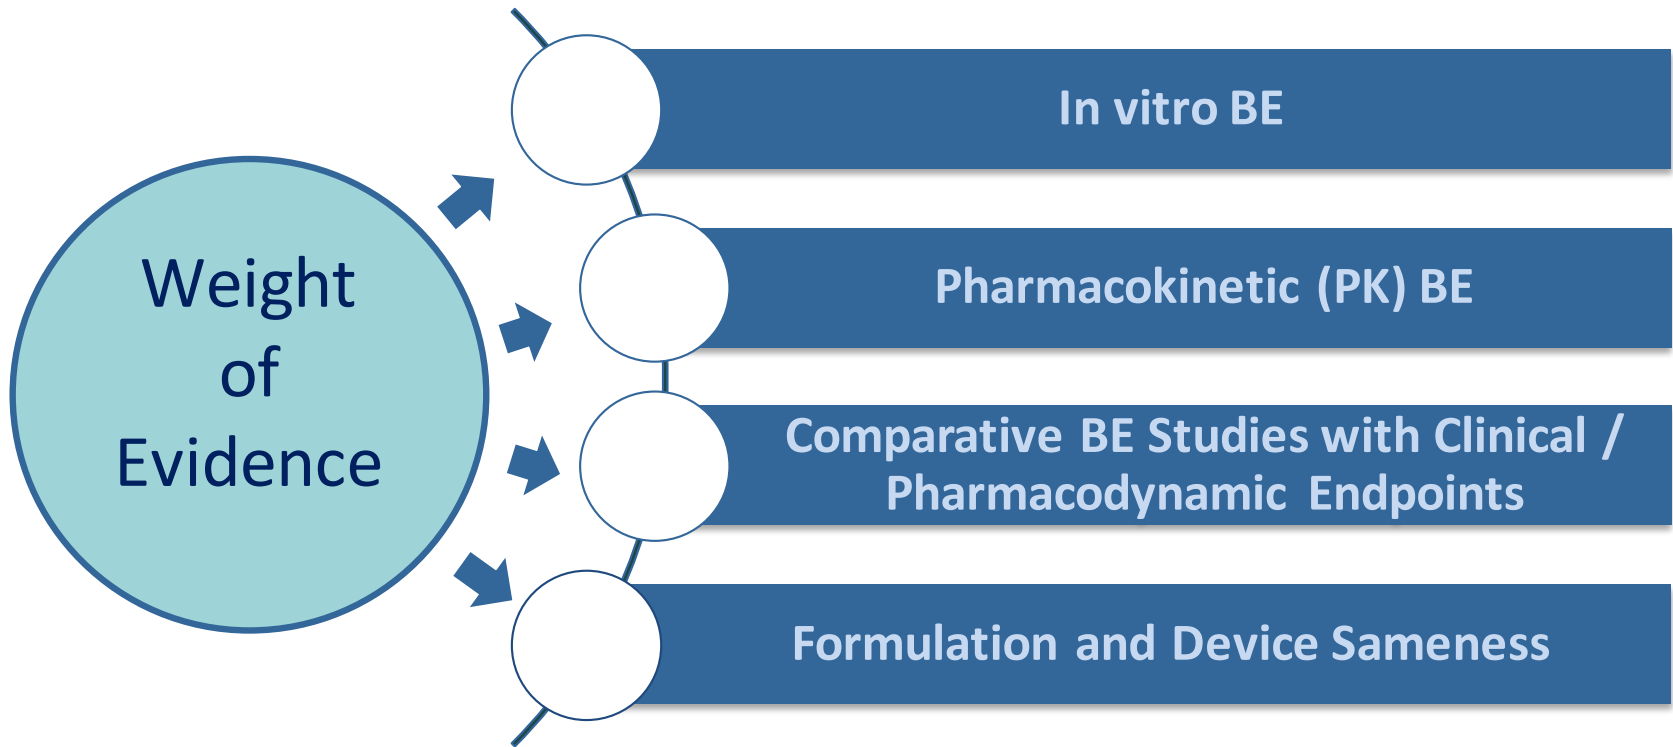 Weight
of
Evidence
In vitro BE
Pharmacokinetic (PK) BE
Comparative BE Studies with Clinical /
Pharmacodynamic Endpoints
Formulation and Device Sameness